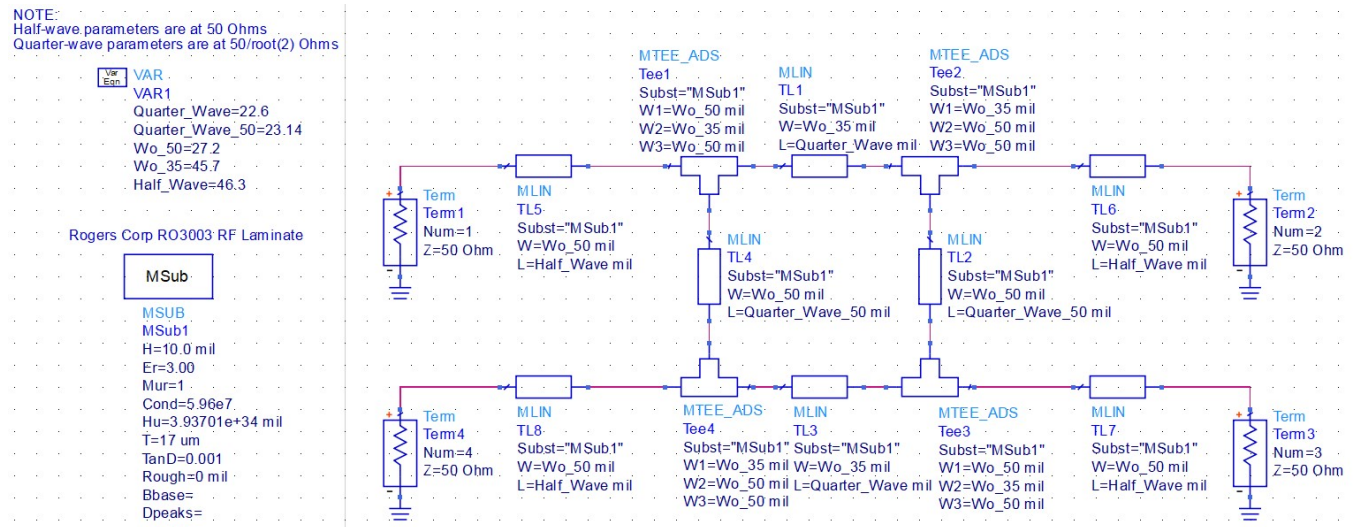 NOTE:
Half-wave parameters are at 50 Ohms
Quarter-wave parameters are at 50/root(2) Ohms
Var
Eqn
VAR
VAR1
Quarter_Wave=22.6
Quarter_Wave_50=23.14
Wo_50=27.2
Wo_35=45.7
Half_Wave=46.3
Rogers Corp RO3003 RF Laminate
MSub
MSUB
MSub1
H=10.0 mil
Er=3.00
Mur=1
Cond=5.96e7
Hu=3.93701e+34 mil
T=17 um
TanD=0.001
Rough=0 mil
Bbase=
Dpeaks=
MTEE_ADS
Tee1
Subst="MSub1"
W1=Wo_50 mil
W2=Wo_35 mil
W3=Wo_50 mil
MLIN
TL1
Subst="MSub1"
W=Wo_35 mil
L=Quarter_Wave mil
MTEE_ADS
Tee2
Subst="MSub1"
W1=Wo_35 mil
W2=Wo_50 mil
W3=Wo_50 mil
+
-
Term
Term1
Num=1
Z=50 Ohm
MLIN
TL5
Subst="MSub1"
W=Wo_50 mil
L=Half_Wave mil
MLIN
TL4
Subst="MSub1"
W=Wo_50 mil
L=Quarter_Wave_50 mil
MLIN
TL2
Subst="MSub1"
W=Wo_50 mil
L=Quarter_Wave_50 mil
MLIN
TL6
Subst="MSub1"
W=Wo_50 mil
L=Half_Wave mil
+
-
Term
Term2
Num=2
Z=50 Ohm
+
-
Term
Term4
Num=4
Z=50 Ohm
MLIN
TL8
Subst="MSub1"
W=Wo_50 mil
L=Half_Wave mil
MTEE_ADS
Tee4
Subst="MSub1"
W1=Wo_35 mil
W2=Wo_50 mil
W3=Wo_50 mil
MLIN
TL3
Subst="MSub1"
W=Wo_35 mil
L=Quarter_Wave mil
MTEE_ADS
Tee3
Subst="MSub1"
W1=Wo_50 mil
W2=Wo_35 mil
W3=Wo_50 mil
MLIN
TL7
Subst="MSub1"
W=Wo_50 mil
L=Half_Wave mil
+
-
Term
Term3
Num=3
Z=50 Ohm